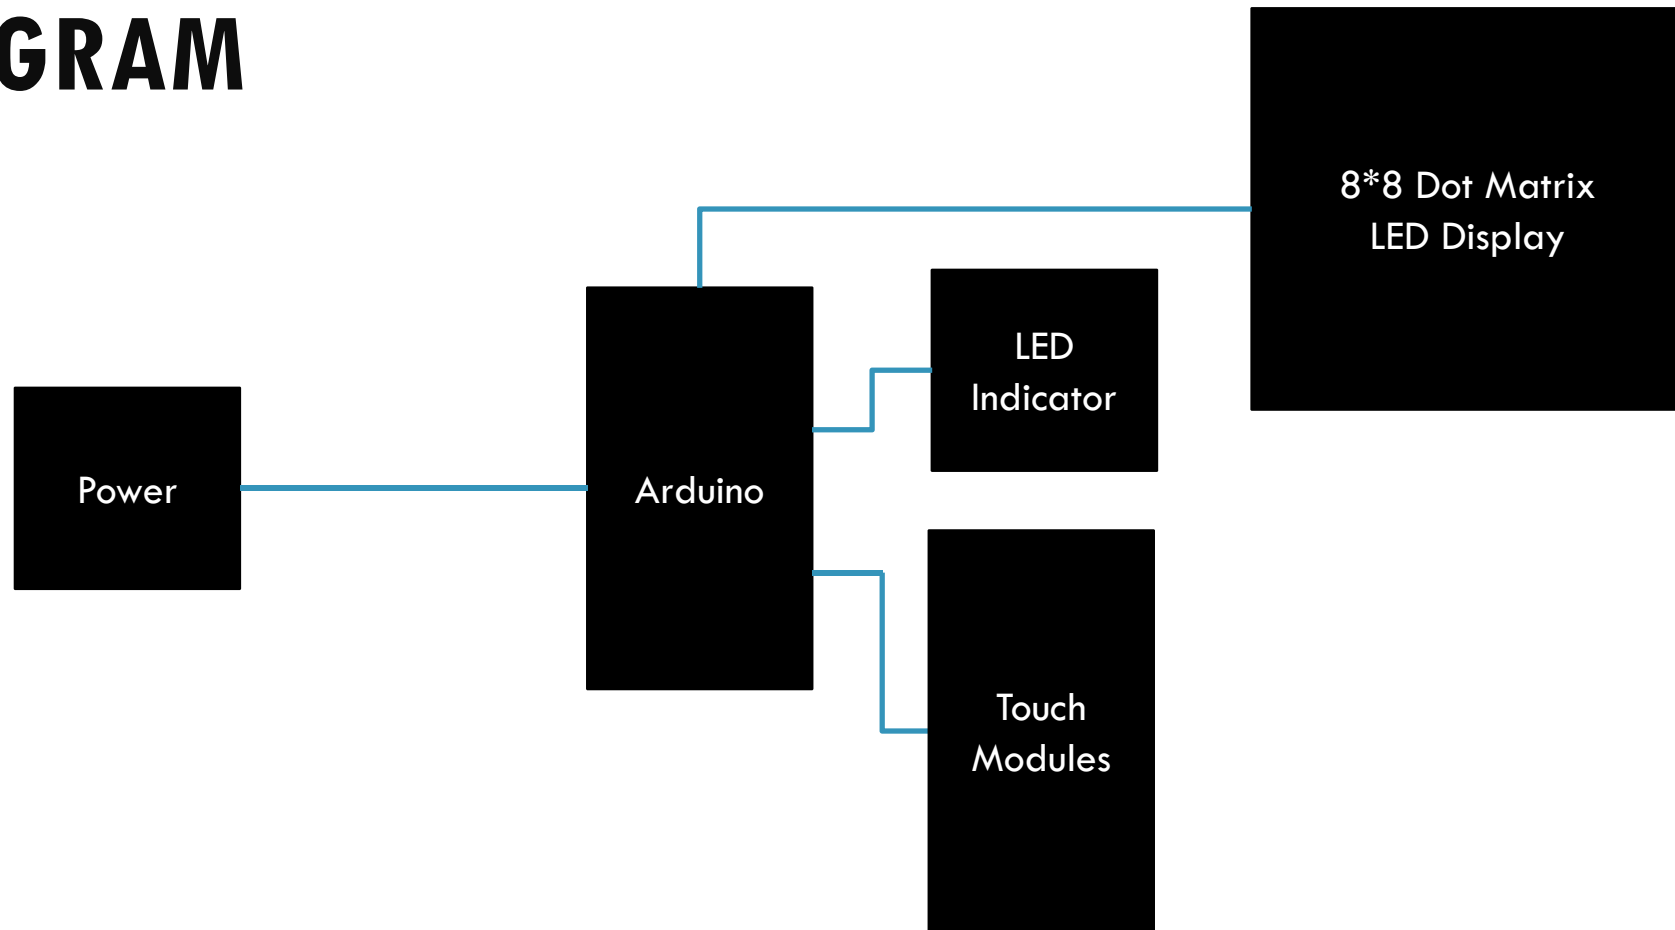 GRAM
8*8 Dot Matrix
LED Display
LED
Indicator
Power
Arduino
Touch
Modules